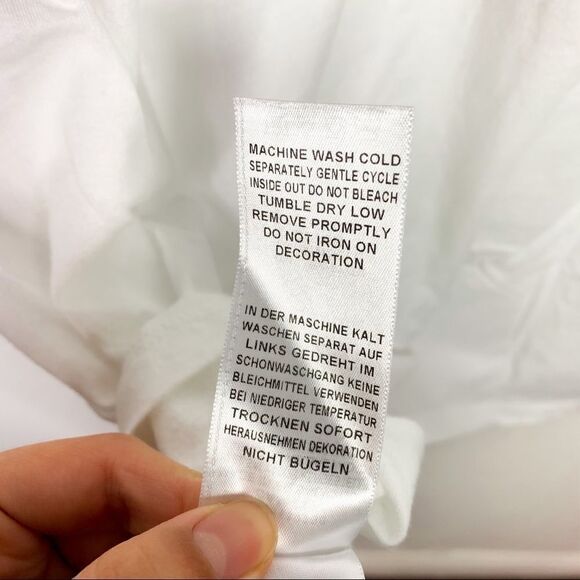 MACHINE WASH COLD
SEPARATELY GENTLE CYCLE
INSIDE OUT DO NOT BLEACH
TUMBLE DRY LOW
REMOVE PROMPTLY
DO NOT IRON ON
DECORATION
IN DER MASCHINE KALT
WASCHEN SEPARAT AUF
LINKS GEDREHT IM
SCHONWASCHGANG KEINE
BLEICHMITTEL VERWENDEN
BEI NIEDRIGER TEMPERATUR
TROCKNEN SOFORT
HERAUSNEHMEN DEKORATION
NICHT BÜGELN